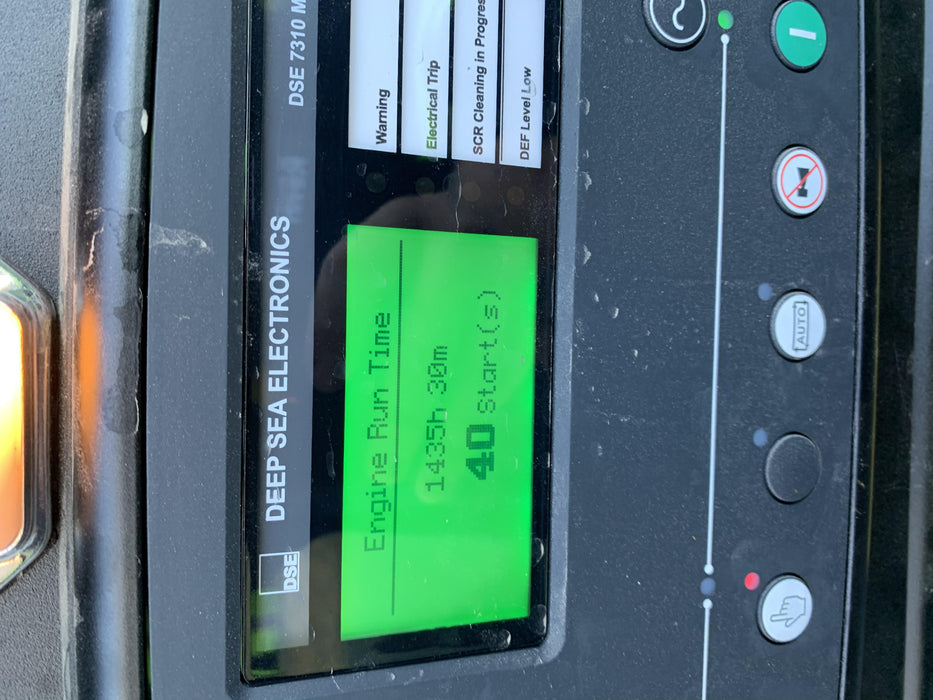 DSE
DEEP SEA ELECTRONICS
DSE 7310 M
Engine Run Time
1435h 30m
40 Start(s)
Warning
Electrical Trip
SCR Cleaning in Progres
DEF Level Low
AUTO
I